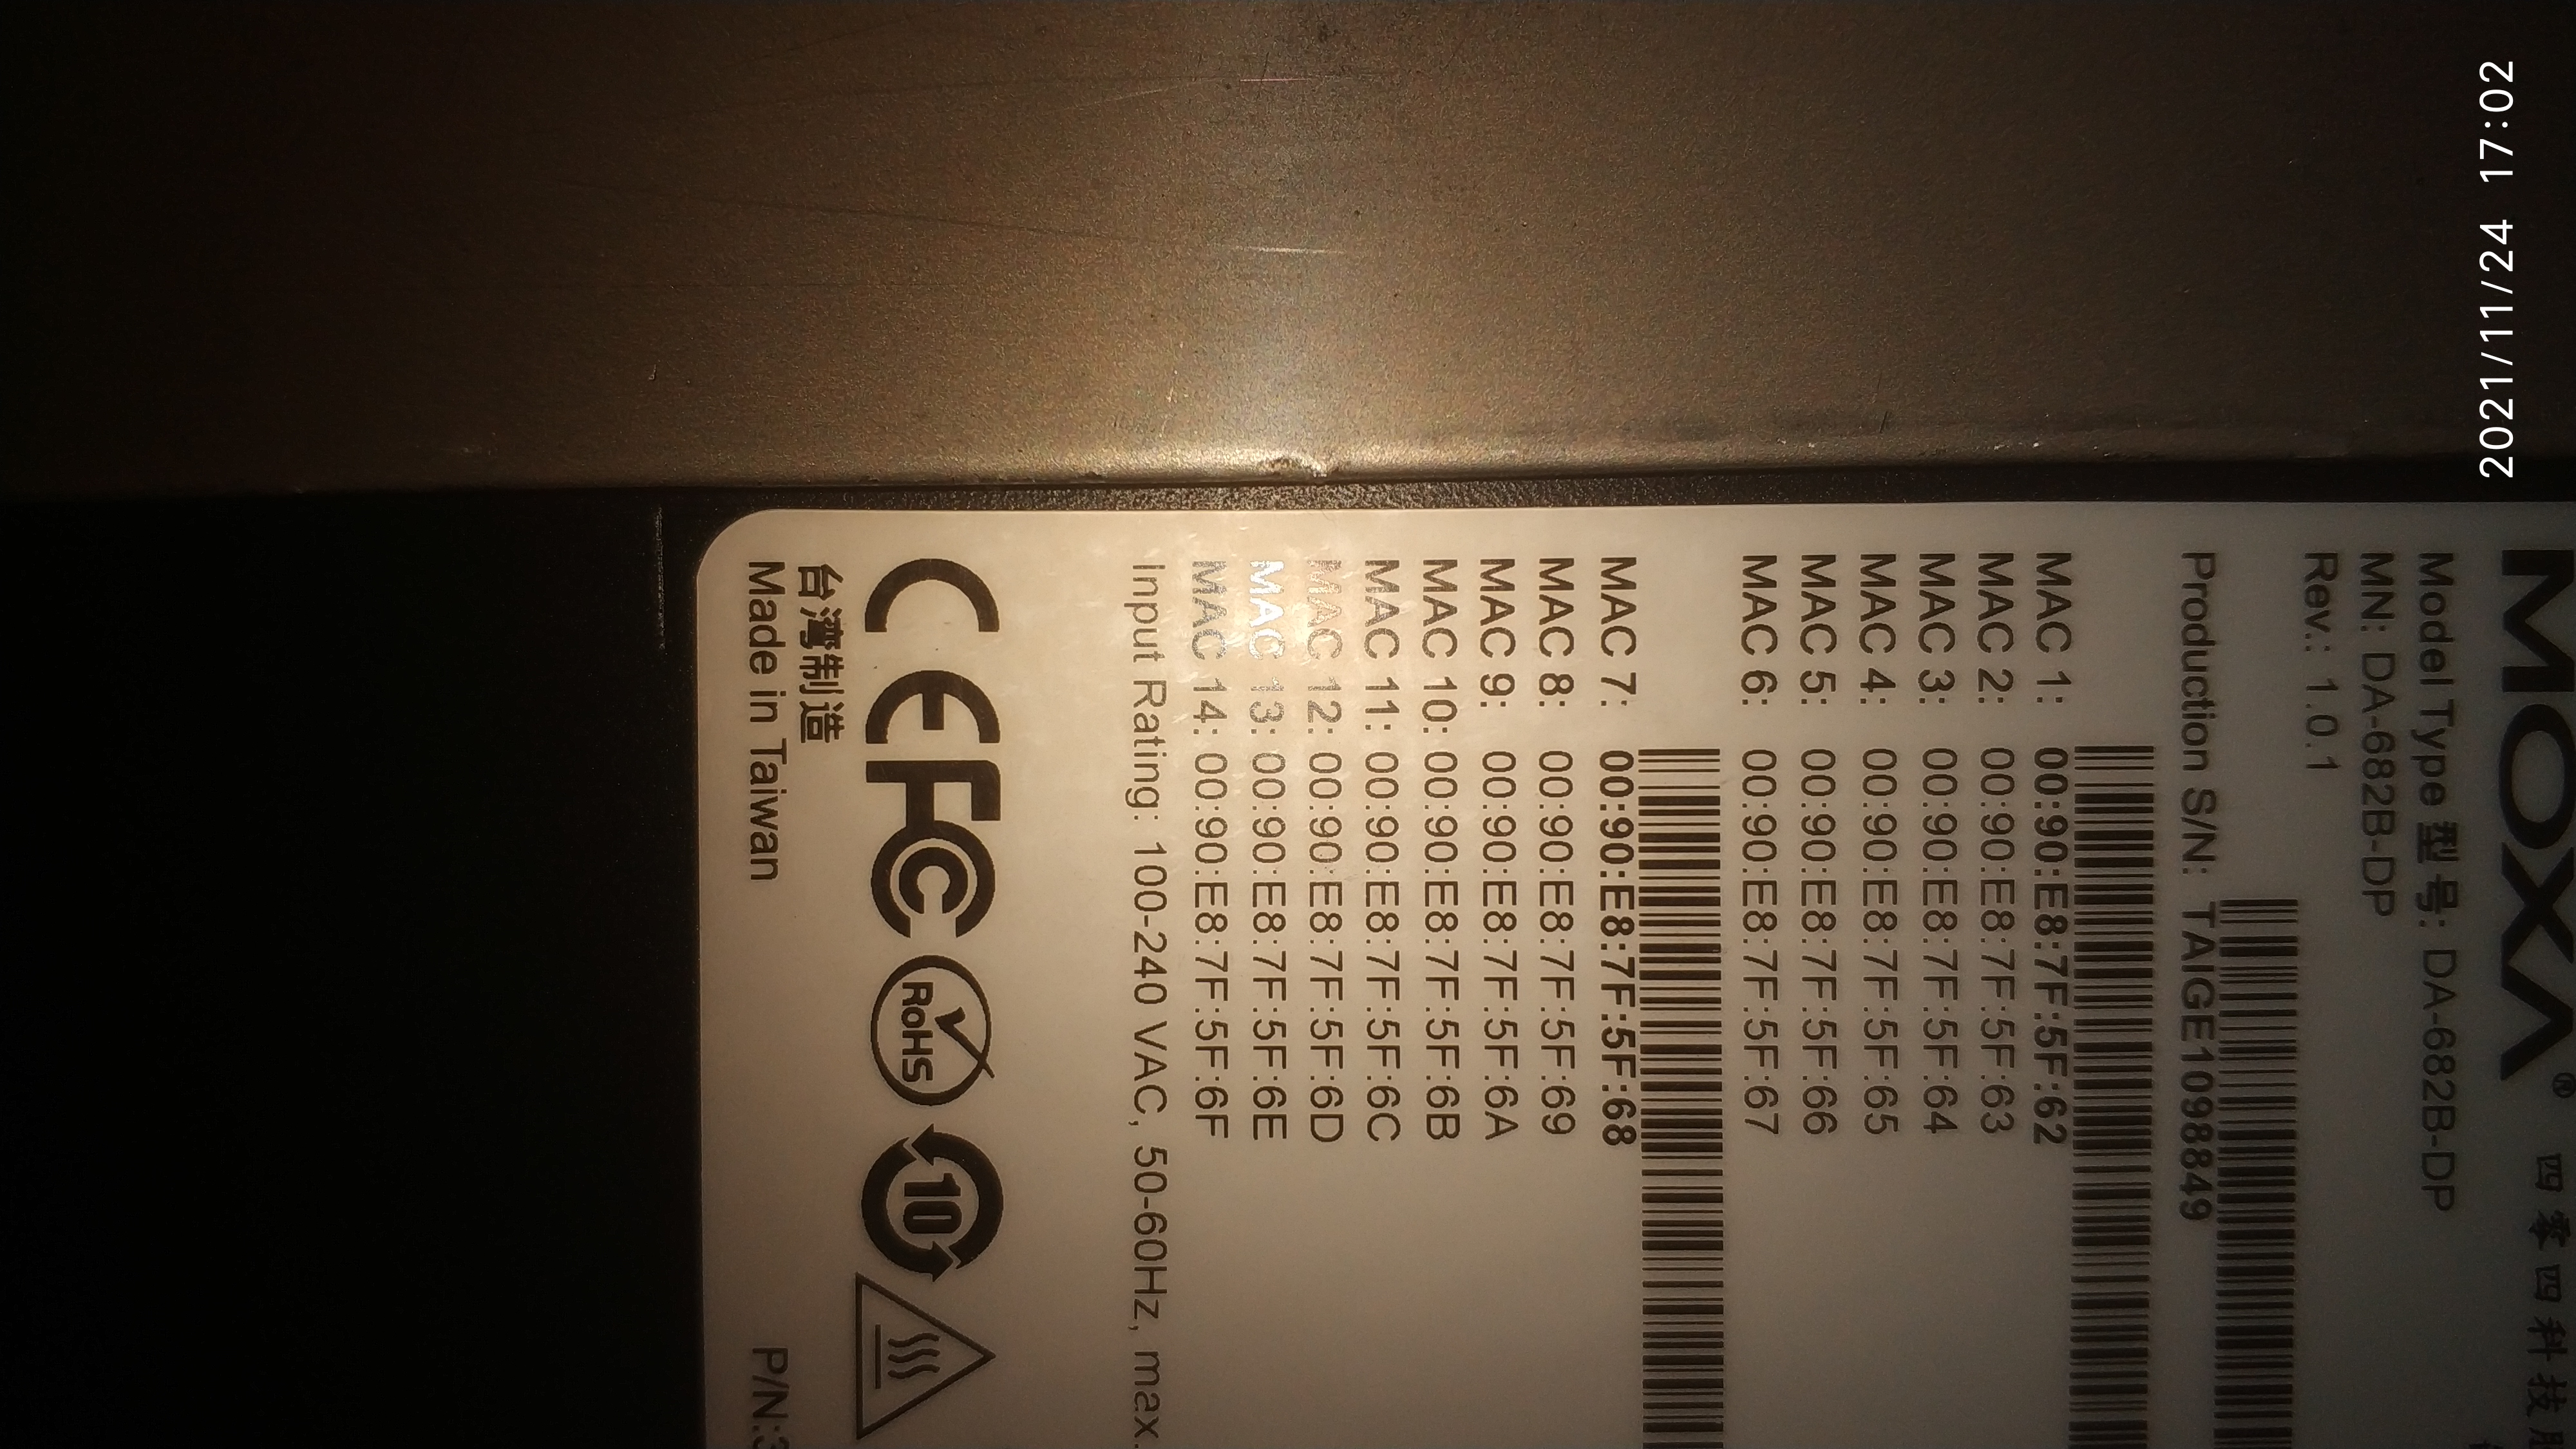 2021/11/24 17:02
MOXA® 四零四科技
Model Type 型号: DA-682B-DP
MN: DA-682B-DP
Rev.: 1.0.1
Production S/N: TAIGE1098849
MAC 1: 00:90:E8:7F:5F:62
MAC 2: 00:90:E8:7F:5F:63
MAC 3: 00:90:E8:7F:5F:64
MAC 4: 00:90:E8:7F:5F:65
MAC 5: 00:90:E8:7F:5F:66
MAC 6: 00:90:E8:7F:5F:67
MAC 7: 00:90:E8:7F:5F:68
MAC 8: 00:90:E8:7F:5F:69
MAC 9: 00:90:E8:7F:5F:6A
MAC 10: 00:90:E8:7F:5F:6B
MAC 11: 00:90:E8:7F:5F:6C
MAC 12: 00:90:E8:7F:5F:6D
MAC 13: 00:90:E8:7F:5F:6E
MAC 14: 00:90:E8:7F:5F:6F
Input Rating: 100-240 VAC, 50-60Hz, max.
CE FC RoHS 10
台湾制造
Made in Taiwan
P/N: